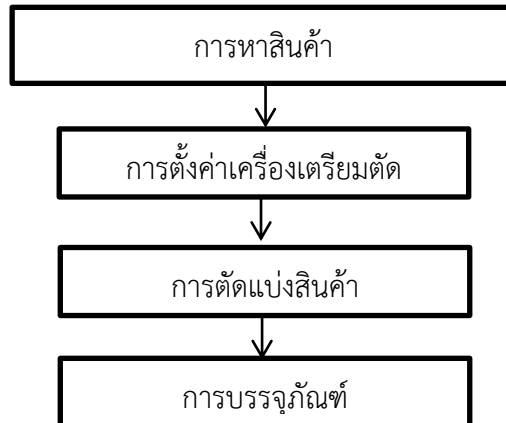 การหาสินค้า
การตั้งค่าเครื่องเตรียมตัด
การตัดแบ่งสินค้า
การบรรจุภัณฑ์